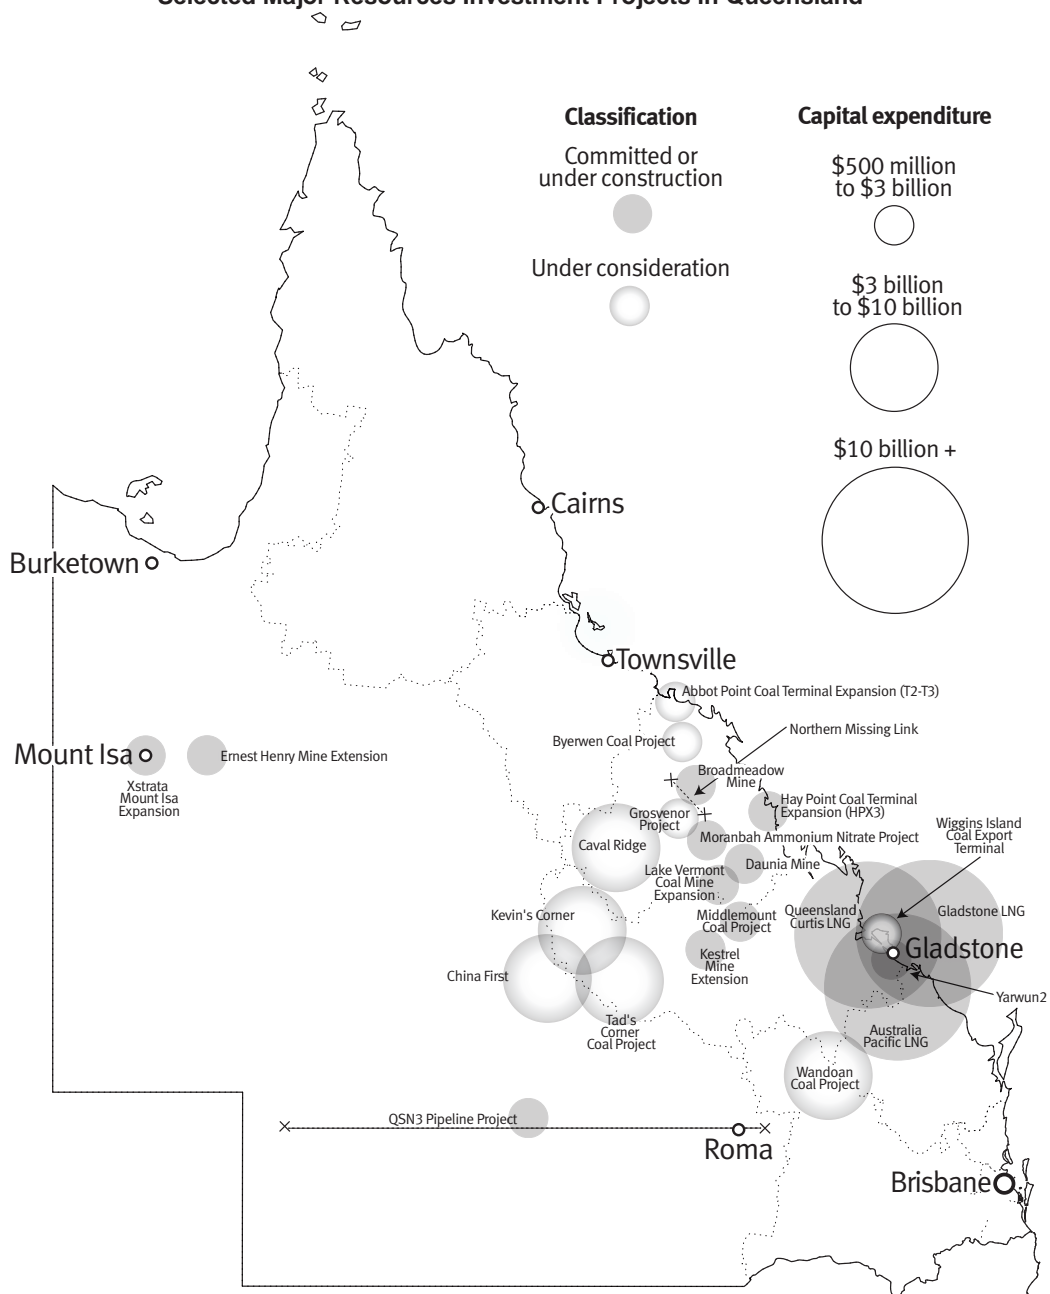 Selected Major Resources Investment Projects in Queensland
Classification
Committed or
under construction
Under consideration
Capital expenditure
$500 million
to $3 billion
$3 billion
to $10 billion
$10 billion +
Cairns
Burketown
Townsville
Abbot Point Coal Terminal Expansion (T2-T3)
Northern Missing Link
Byerwen Coal Project
Mount Isa
Ernest Henry Mine Extension
Xstrata
Mount Isa
Expansion
Broadmeadow
Mine
Hay Point Coal Terminal
Expansion (HPX3)
Grosvenor
Project
Wiggins Island
Coal Export
Terminal
Moranbah Ammonium Nitrate Project
Caval Ridge
Daunia Mine
Lake Vermont
Coal Mine
Expansion
Kevin's Corner
Middlemount
Coal Project
Queensland
Curtis LNG
Gladstone LNG
Gladstone
Kestrel
Mine
Extension
China First
Yarwun2
Tad's
Corner
Coal Project
Australia
Pacific LNG
Wandoan
Coal Project
QSN3 Pipeline Project
Roma
Brisbane